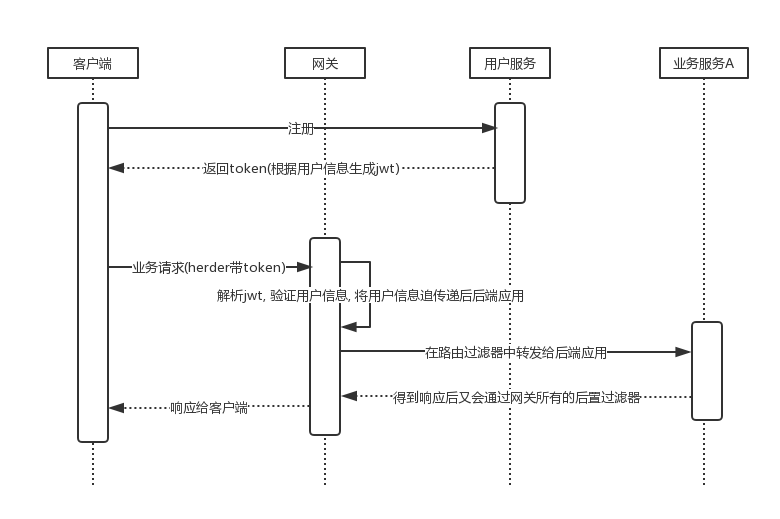 客户端
网关
用户服务
业务服务A
注册
返回token(根据用户信息生成jwt)
业务请求(herder带token)
解析jwt, 验证用户信息, 将用户信息追传递后后端应用
在路由过滤器中转发给后端应用
得到响应后又会通过网关所有的后置过滤器
响应给客户端